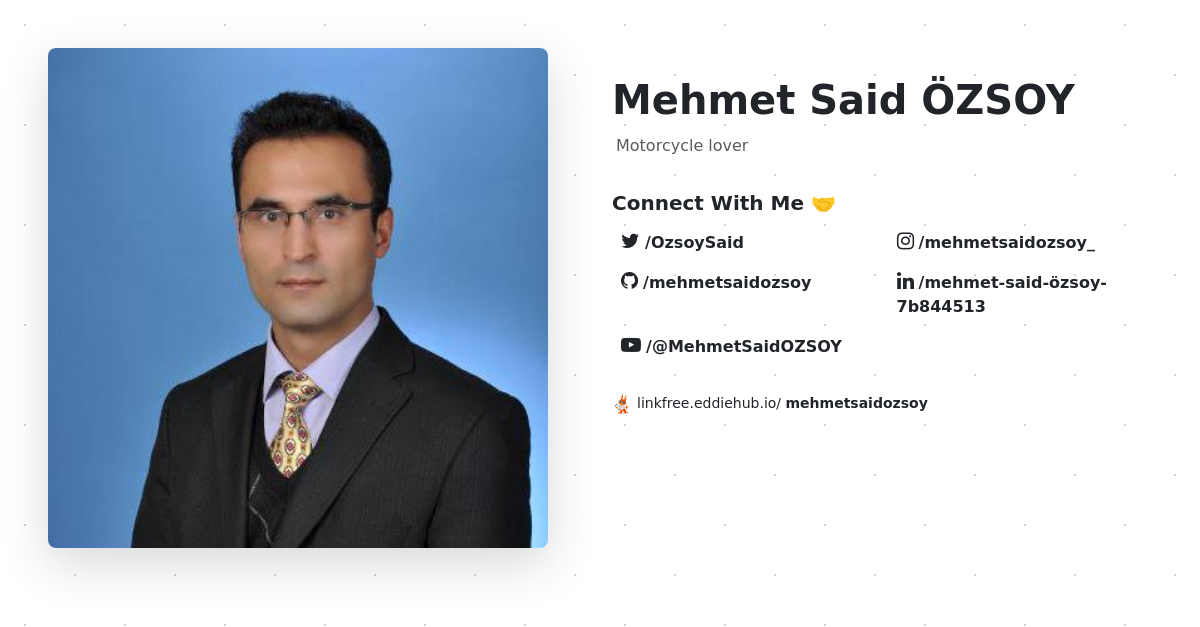 Mehmet Said ÖZSOY
Motorcycle lover
Connect With Me 🤝
/OzsoySaid
/mehmetsaidozsoy_
/mehmetsaidozsoy
/mehmet-said-özsoy-
7b844513
/@MehmetSaidOZSOY
linkfree.eddiehub.io/ mehmetsaidozsoy